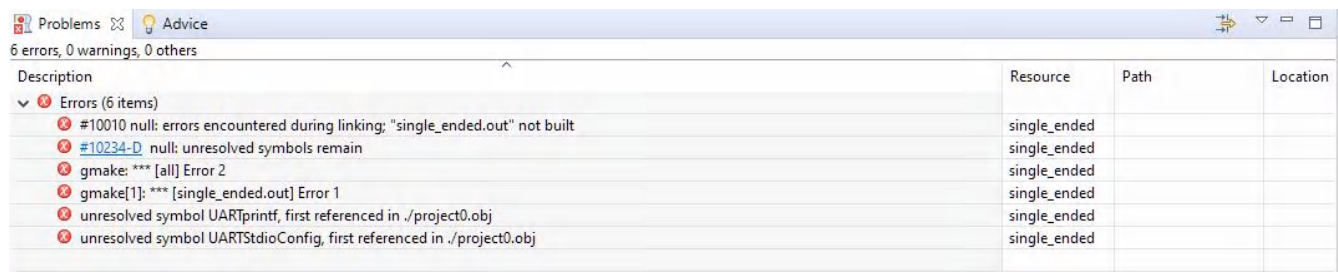 Problems Advice
6 errors, 0 warnings, 0 others
Description Resource Path Location
Errors (6 items)
#10010 null: errors encountered during linking; "single_ended.out" not built single_ended
#10234-D null: unresolved symbols remain single_ended
gmake: *** [all] Error 2 single_ended
gmake[1]: *** [single_ended.out] Error 1 single_ended
unresolved symbol UARTprintf, first referenced in ./project0.obj single_ended
unresolved symbol UARTStdioConfig, first referenced in ./project0.obj single_ended